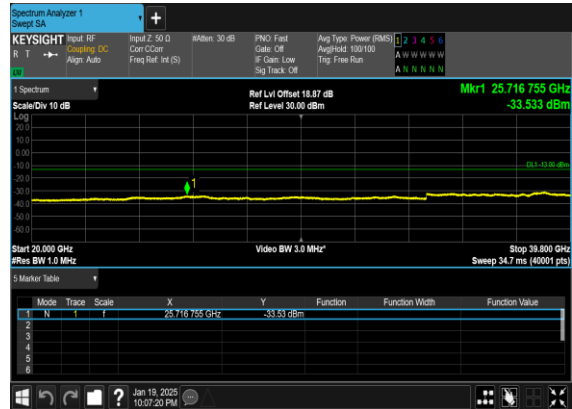 Spectrum Analyzer 1
Swept SA
+
KEYSIGHT Input: RF Input Z: 50 Ω #Atten: 30 dB PNO: Fast Avg Type: Power (RMS) 1 2 3 4 5 6
R T Coupling: DC Corr CCorr Gate: Off Avg|Hold: 100/100 A W W W W W
Align: Auto Freq Ref: Int (S) IF Gain: Low Trig: Free Run
Sig Track: Off A N N N N N
1 Spectrum Ref Lvl Offset 18.87 dB Mkr1 25.716 755 GHz
Scale/Div 10 dB Ref Level 30.00 dBm -33.533 dBm
Log
20.0
10.0
0.00
-10.0
DL1 -13.00 dBm
-20.0
-30.0
1
-40.0
-50.0
-60.0
Start 20.000 GHz Video BW 3.0 MHz* Stop 39.800 GHz
#Res BW 1.0 MHz Sweep 34.7 ms (40001 pts)
5 Marker Table
Mode Trace Scale X Y Function Function Width Function Value
1 N 1 f 25.716 755 GHz -33.53 dBm
2
3
4
5
6
? Jan 19, 2025
10:07:20 PM